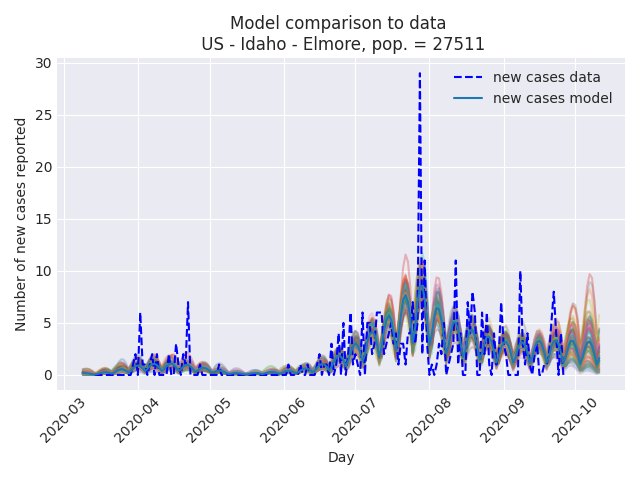 Model comparison to data
US - Idaho - Elmore, pop. = 27511
new cases data
new cases model
Number of new cases reported
30
25
20
15
10
5
0
2020-03
2020-04
2020-05
2020-06
2020-07
2020-08
2020-09
2020-10
Day